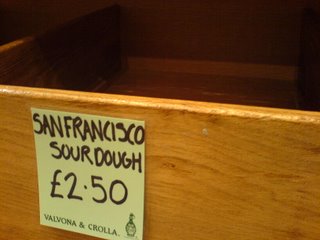 SAN FRANCISCO
SOUR DOUGH
£2.50
VALVONA & CROLLA.